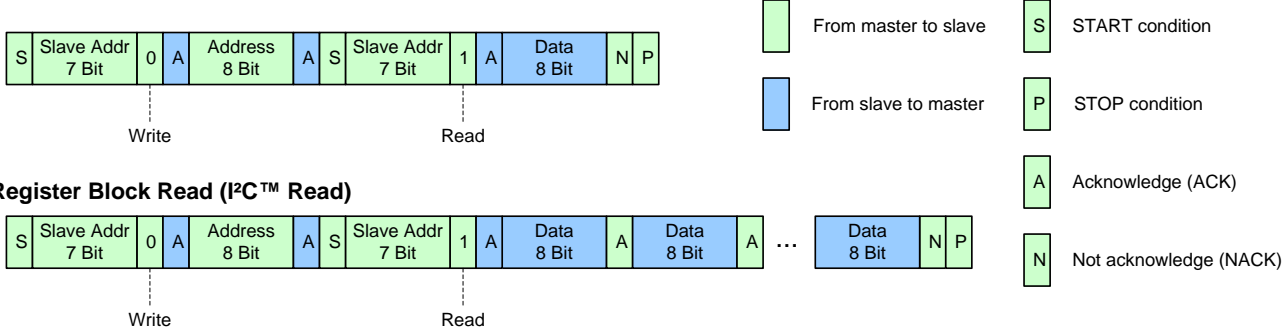 S Slave Addr 7 Bit 0 A Address 8 Bit A S Slave Addr 7 Bit 1 A Data 8 Bit N P
Write Read
Register Block Read (I²C™ Read)
S Slave Addr 7 Bit 0 A Address 8 Bit A S Slave Addr 7 Bit 1 A Data 8 Bit A Data 8 Bit A ... Data 8 Bit N P
Write Read
From master to slave
From slave to master
S START condition
P STOP condition
A Acknowledge (ACK)
N Not acknowledge (NACK)